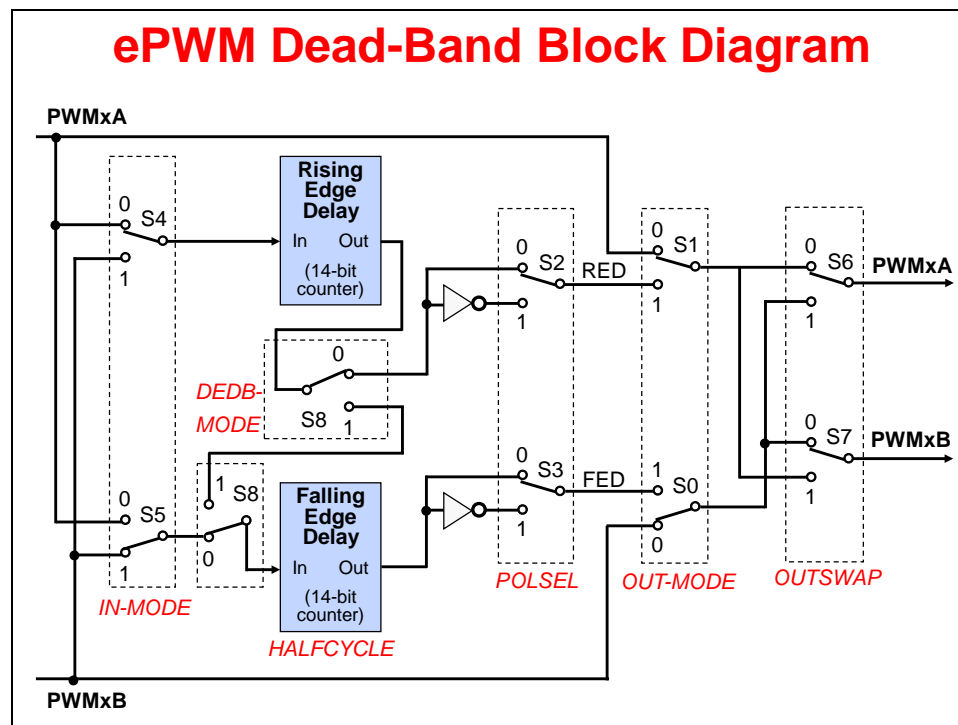 ePWM Dead-Band Block Diagram
PWMxA
Rising
Edge
Delay
In Out
(14-bit
counter)
0
S4
1
0
S2
1
RED
0
S1
1
0
S6
1
PWMxA
DEDB-
MODE
0
S8
1
0
S5
1
IN-MODE
1
S8
0
Falling
Edge
Delay
In Out
(14-bit
counter)
HALFCYCLE
0
S3
1
POLSEL
FED
1
S0
0
OUT-MODE
0
S7
1
OUTSWAP
PWMxB
PWMxB